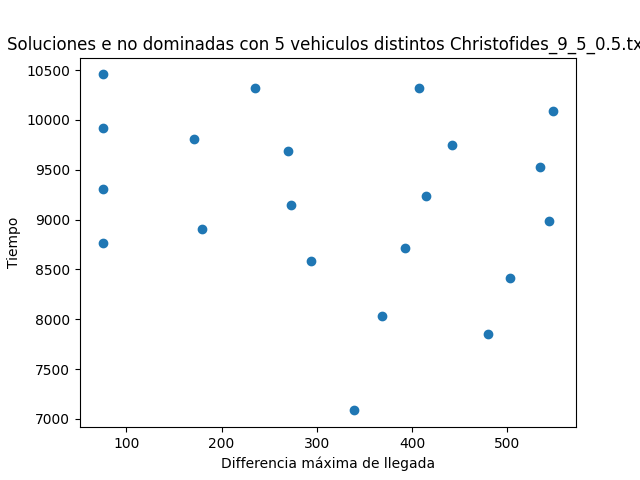 Soluciones e no dominadas con 5 vehiculos distintos Christofides_9_5_0.5.tx
10500
10000
9500
9000
8500
8000
7500
7000
Tiempo
100 200 300 400 500
Differencia máxima de llegada